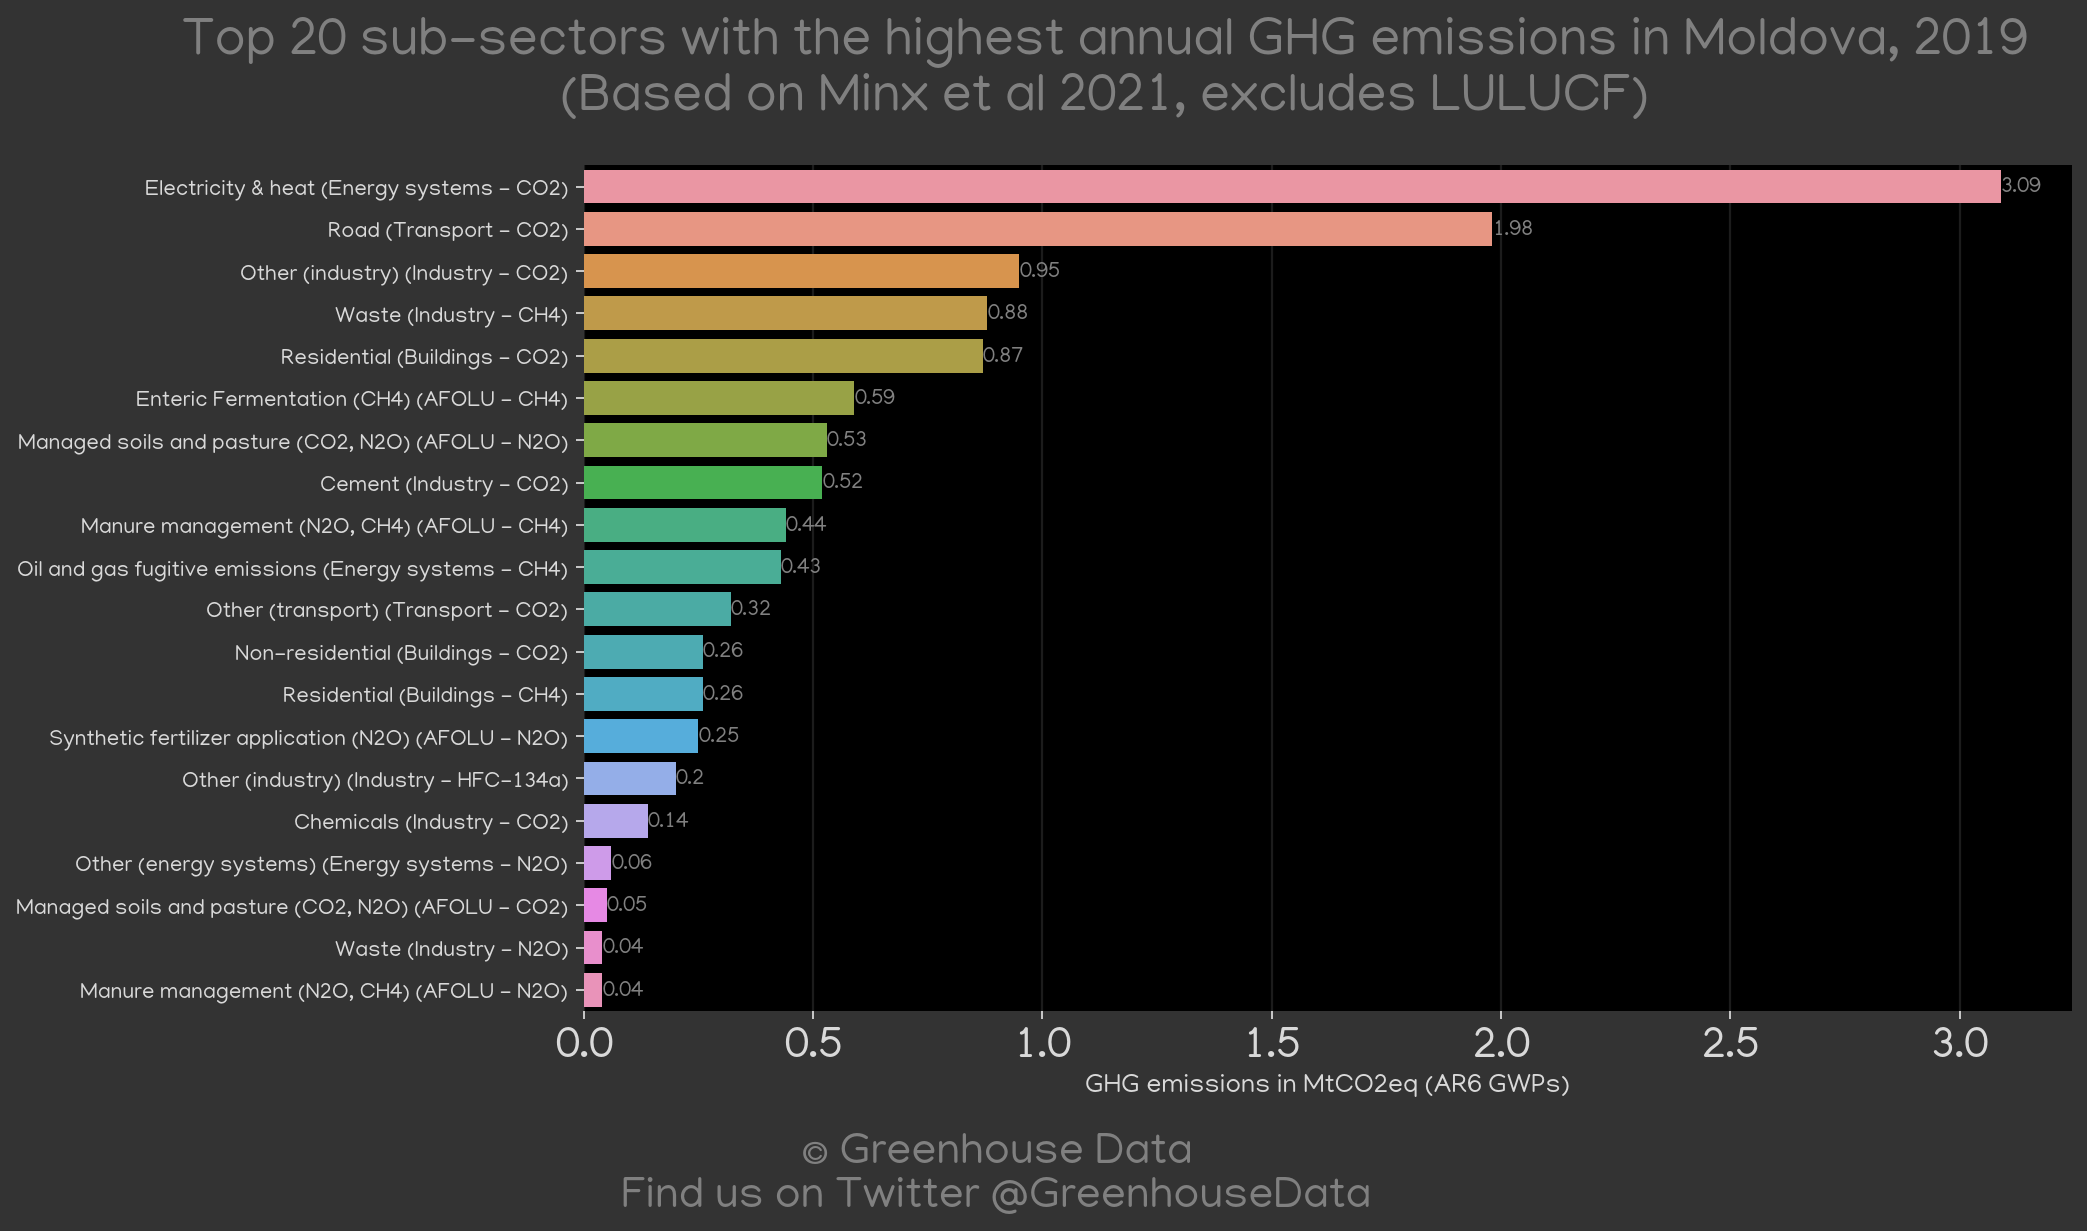 Top 20 sub-sectors with the highest annual GHG emissions in Moldova, 2019
(Based on Minx et al 2021, excludes LULUCF)
Electricity & heat (Energy systems - CO2) 3.09
Road (Transport - CO2) 1.98
Other (industry) (Industry - CO2) 0.95
Waste (Industry - CH4) 0.88
Residential (Buildings - CO2) 0.87
Enteric Fermentation (CH4) (AFOLU - CH4) 0.59
Managed soils and pasture (CO2, N2O) (AFOLU - N2O) 0.53
Cement (Industry - CO2) 0.52
Manure management (N2O, CH4) (AFOLU - CH4) 0.44
Oil and gas fugitive emissions (Energy systems - CH4) 0.43
Other (transport) (Transport - CO2) 0.32
Non-residential (Buildings - CO2) 0.26
Residential (Buildings - CH4) 0.26
Synthetic fertilizer application (N2O) (AFOLU - N2O) 0.25
Other (industry) (Industry - HFC-134a) 0.2
Chemicals (Industry - CO2) 0.14
Other (energy systems) (Energy systems - N2O) 0.06
Managed soils and pasture (CO2, N2O) (AFOLU - CO2) 0.05
Waste (Industry - N2O) 0.04
Manure management (N2O, CH4) (AFOLU - N2O) 0.04
0.0 0.5 1.0 1.5 2.0 2.5 3.0
GHG emissions in MtCO2eq (AR6 GWPs)
© Greenhouse Data
Find us on Twitter @GreenhouseData